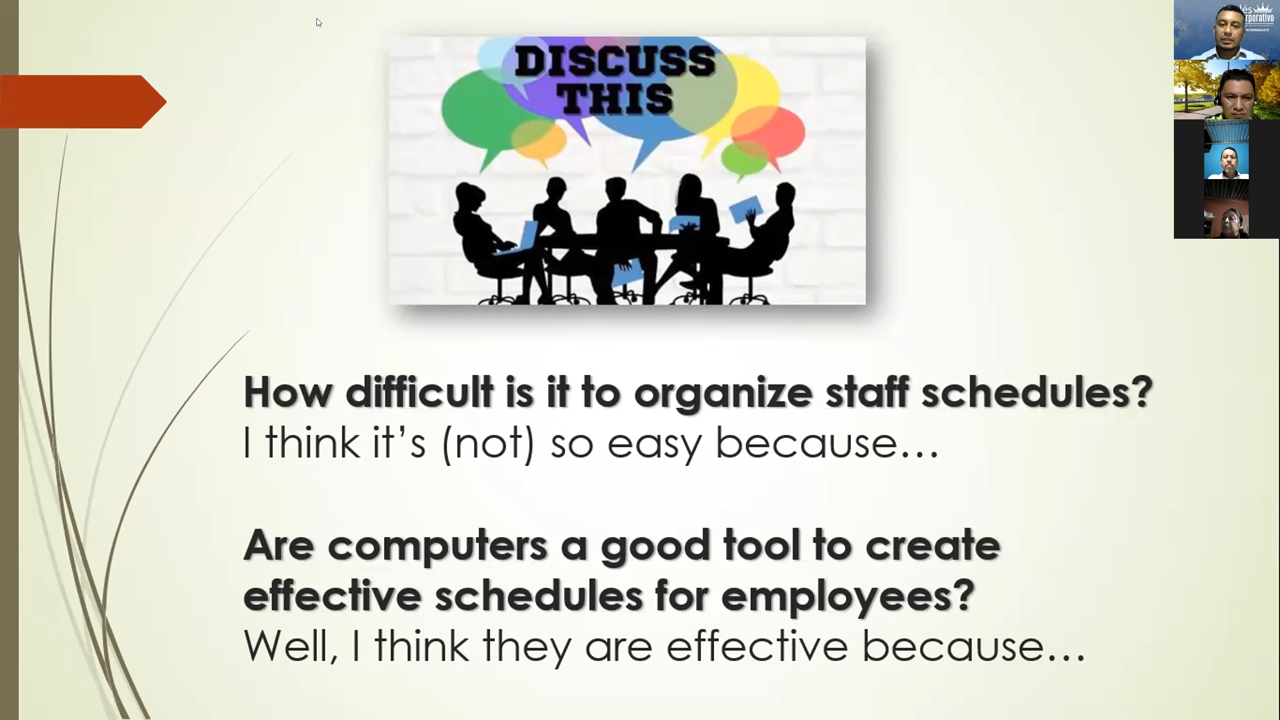 DISCUSS
THIS
How difficult is it to organize staff schedules?
I think it's (not) so easy because...
Are computers a good tool to create
effective schedules for employees?
Well, I think they are effective because...